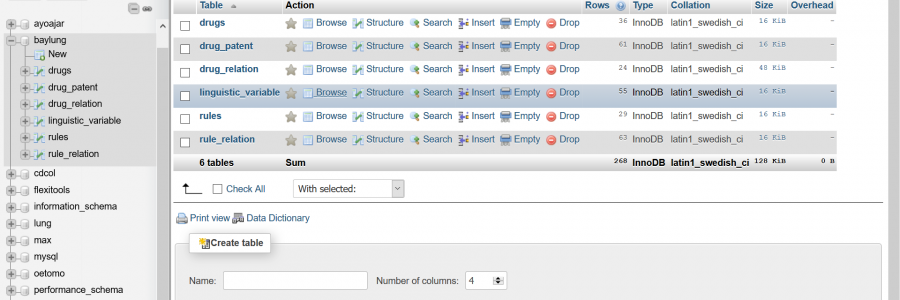 ayoajar
baylung
New
drugs
drug_patent
drug_relation
linguistic_variable
rules
rule_relation
cdcol
flexitools
information_schema
lung
max
mysql
oetomo
performance_schema
Table Action Rows Type Collation Size Overhead
drugs Browse Structure Search Insert Empty Drop 36 InnoDB latin1_swedish_ci 16 KiB -
drug_patent Browse Structure Search Insert Empty Drop 61 InnoDB latin1_swedish_ci 16 KiB -
drug_relation Browse Structure Search Insert Empty Drop 24 InnoDB latin1_swedish_ci 48 KiB -
linguistic_variable Browse Structure Search Insert Empty Drop 55 InnoDB latin1_swedish_ci 16 KiB -
rules Browse Structure Search Insert Empty Drop 29 InnoDB latin1_swedish_ci 16 KiB -
rule_relation Browse Structure Search Insert Empty Drop 63 InnoDB latin1_swedish_ci 16 KiB -
6 tables Sum 268 InnoDB latin1_swedish_ci 128 KiB 0 B
Check All With selected:
Print view Data Dictionary
Create table
Name: Number of columns: 4